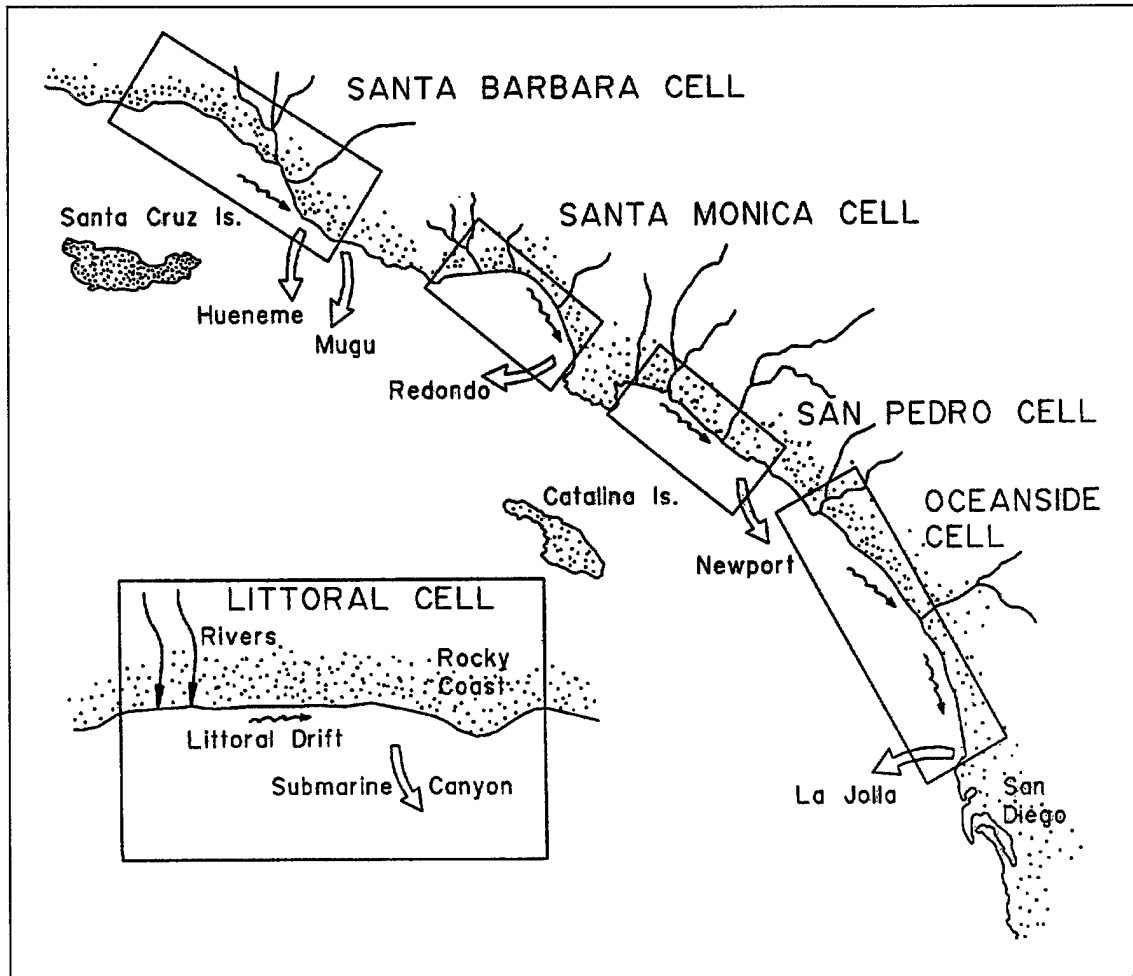 SANTA BARBARA CELL
Santa Cruz Is.
SANTA MONICA CELL
Hueneme
Mugu
Redondo
SAN PEDRO CELL
Catalina Is.
OCEANSIDE
CELL
Newport
LITTORAL CELL
Rivers
Rocky
Coast
Littoral Drift
Submarine Canyon
La Jolla
San
Diego